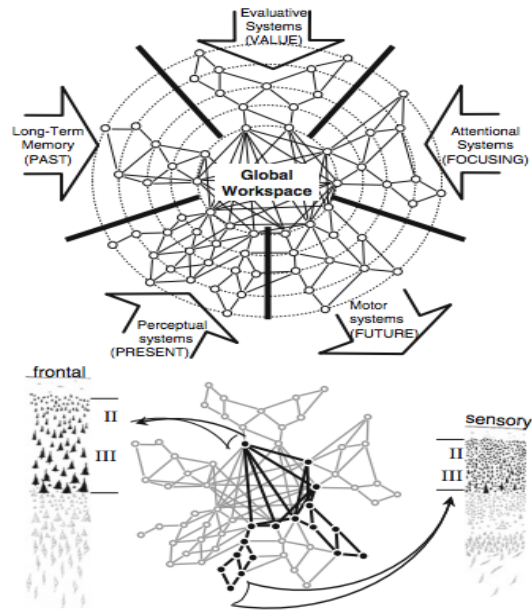 Evaluative
Systems
(VALUE)
Long-Term
Memory
(PAST)
Attentional
Systems
(FOCUSING)
Global
Workspace
Perceptual
systems
(PRESENT)
Motor
systems
(FUTURE)
frontal
II
III
sensory
II
III